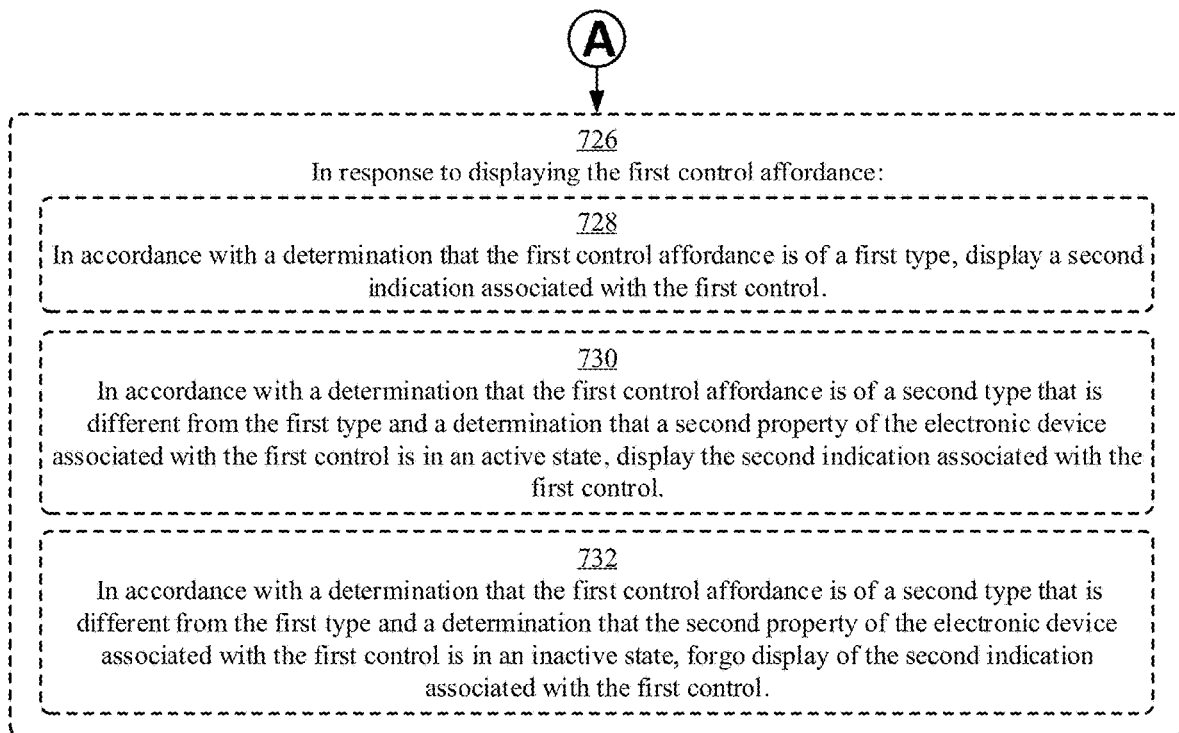 A
726
In response to displaying the first control affordance:
728
In accordance with a determination that the first control affordance is of a first type, display a second
indication associated with the first control.
730
In accordance with a determination that the first control affordance is of a second type that is
different from the first type and a determination that a second property of the electronic device
associated with the first control is in an active state, display the second indication associated with the
first control.
732
In accordance with a determination that the first control affordance is of a second type that is
different from the first type and a determination that the second property of the electronic device
associated with the first control is in an inactive state, forgo display of the second indication
associated with the first control.